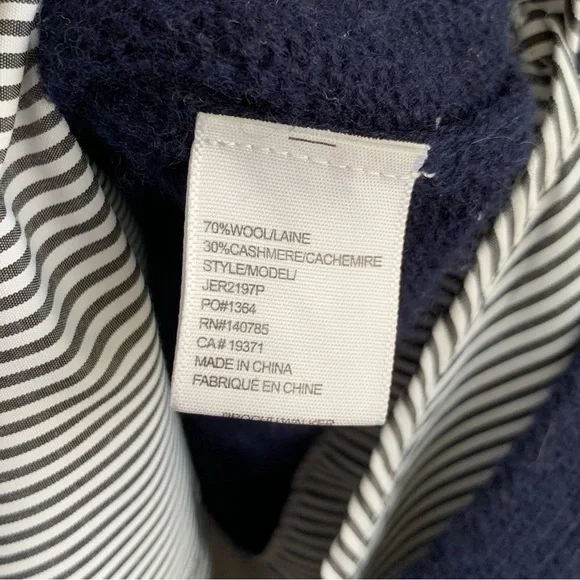 70%WOOL/LAINE
30%CASHMERE/CACHEMIRE
STYLE/MODEL/
JER2197P
PO#1364
RN#140785
CA# 19371
MADE IN CHINA
FABRIQUÉ EN CHINE